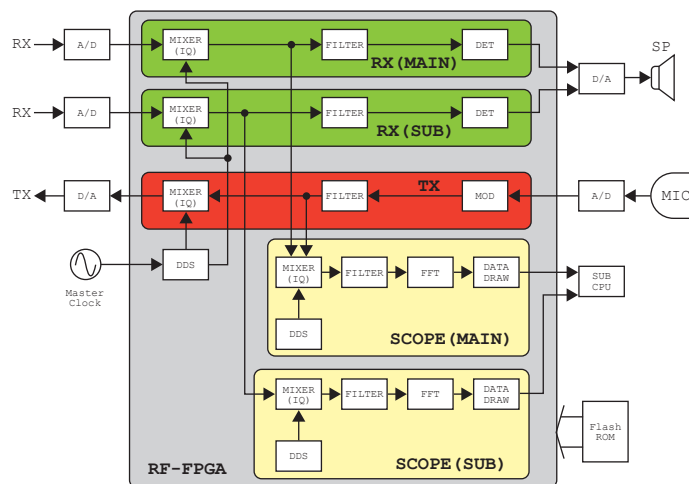 RX
A/D
MIXER
(IQ)
FILTER
DET
RX(MAIN)
SP
D/A
RX
A/D
MIXER
(IQ)
FILTER
DET
RX(SUB)
TX
D/A
MIXER
(IQ)
FILTER
TX
MOD
A/D
MIC
Master
Clock
DDS
MIXER
(IQ)
FILTER
FFT
DATA
DRAW
SUB
CPU
DDS
SCOPE(MAIN)
MIXER
(IQ)
FILTER
FFT
DATA
DRAW
DDS
SCOPE(SUB)
Flash
ROM
RF-FPGA